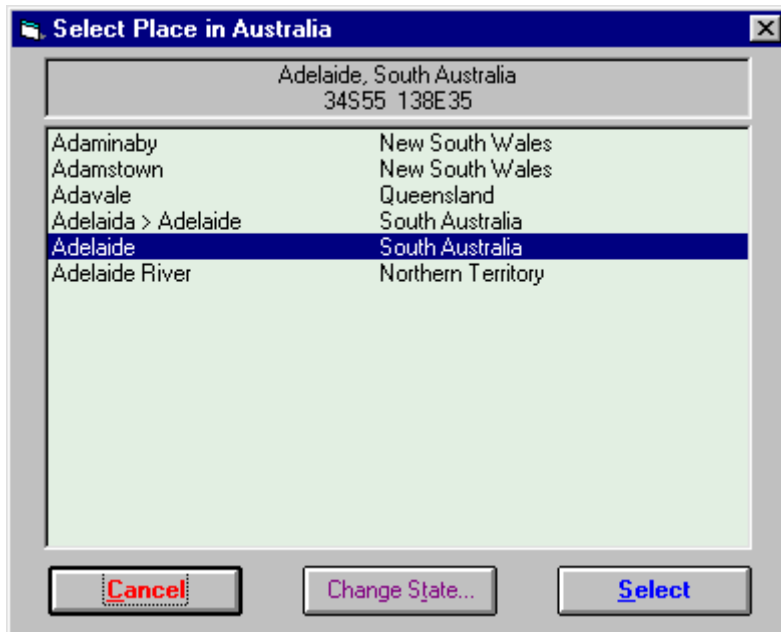 Select Place in Australia
Adelaide, South Australia
34S55 138E35
Adaminaby New South Wales
Adamstown New South Wales
Adavale Queensland
Adelaida > Adelaide South Australia
Adelaide South Australia
Adelaide River Northern Territory
Cancel Change State... Select